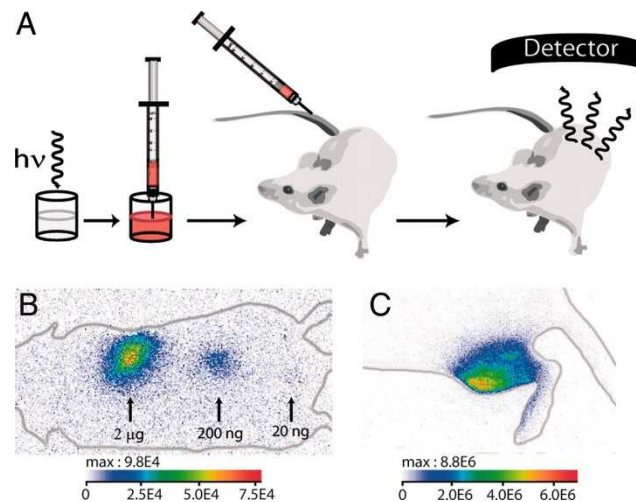 A
Detector
hν
B
C
2 μg
200 ng
20 ng
max : 9.8E4
0 2.5E4 5.0E4 7.5E4
max : 8.8E6
0 2.0E6 4.0E6 6.0E6